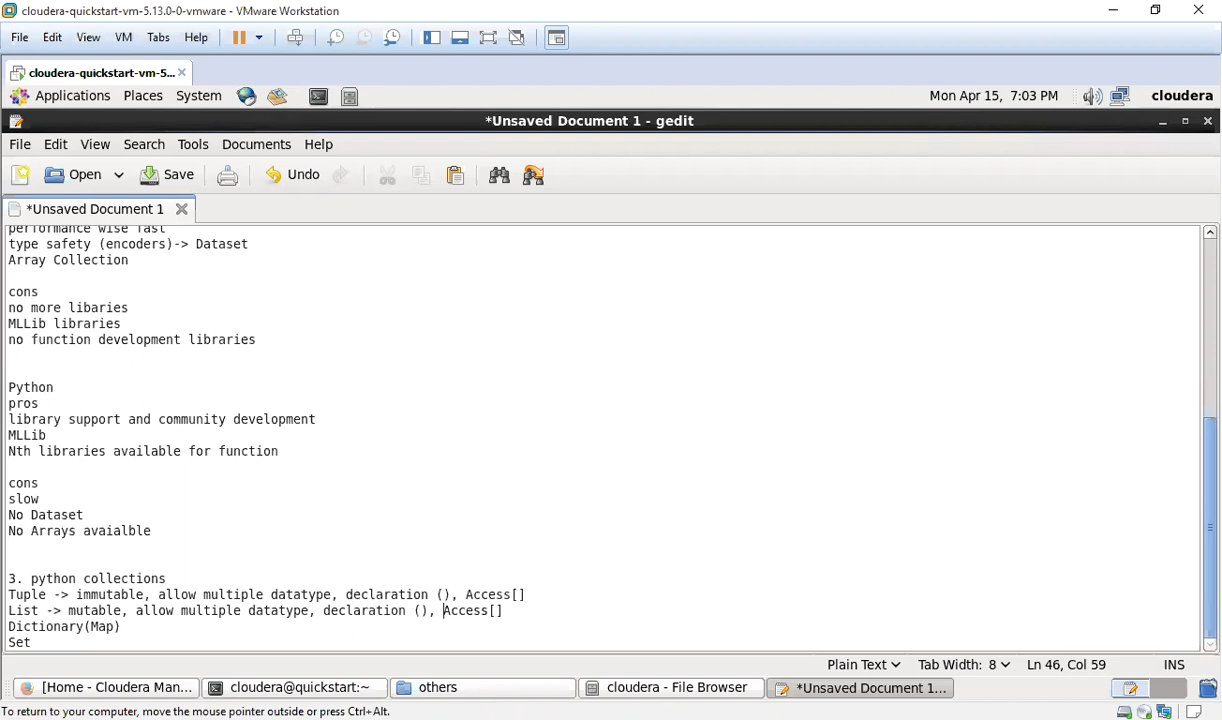 cloudera-quickstart-vm-5.13.0-0-vmware - VMware Workstation
File Edit View VM Tabs Help
cloudera-quickstart-vm-5...
Applications Places System Mon Apr 15, 7:03 PM cloudera
*Unsaved Document 1 - gedit
File Edit View Search Tools Documents Help
Open Save Undo
*Unsaved Document 1
performance wise fast
type safety (encoders)-> Dataset
Array Collection
cons
no more libaries
MLLib libraries
no function development libraries
Python
pros
library support and community development
MLLib
Nth libraries available for function
cons
slow
No Dataset
No Arrays avaialble
3. python collections
Tuple -> immutable, allow multiple datatype, declaration (), Access[]
List -> mutable, allow multiple datatype, declaration (), Access[]
Dictionary(Map)
Set
Plain Text Tab Width: 8 Ln 46, Col 59 INS
[Home - Cloudera Man... cloudera@quickstart:~ others cloudera - File Browser *Unsaved Document 1...
To return to your computer, move the mouse pointer outside or press Ctrl+Alt.